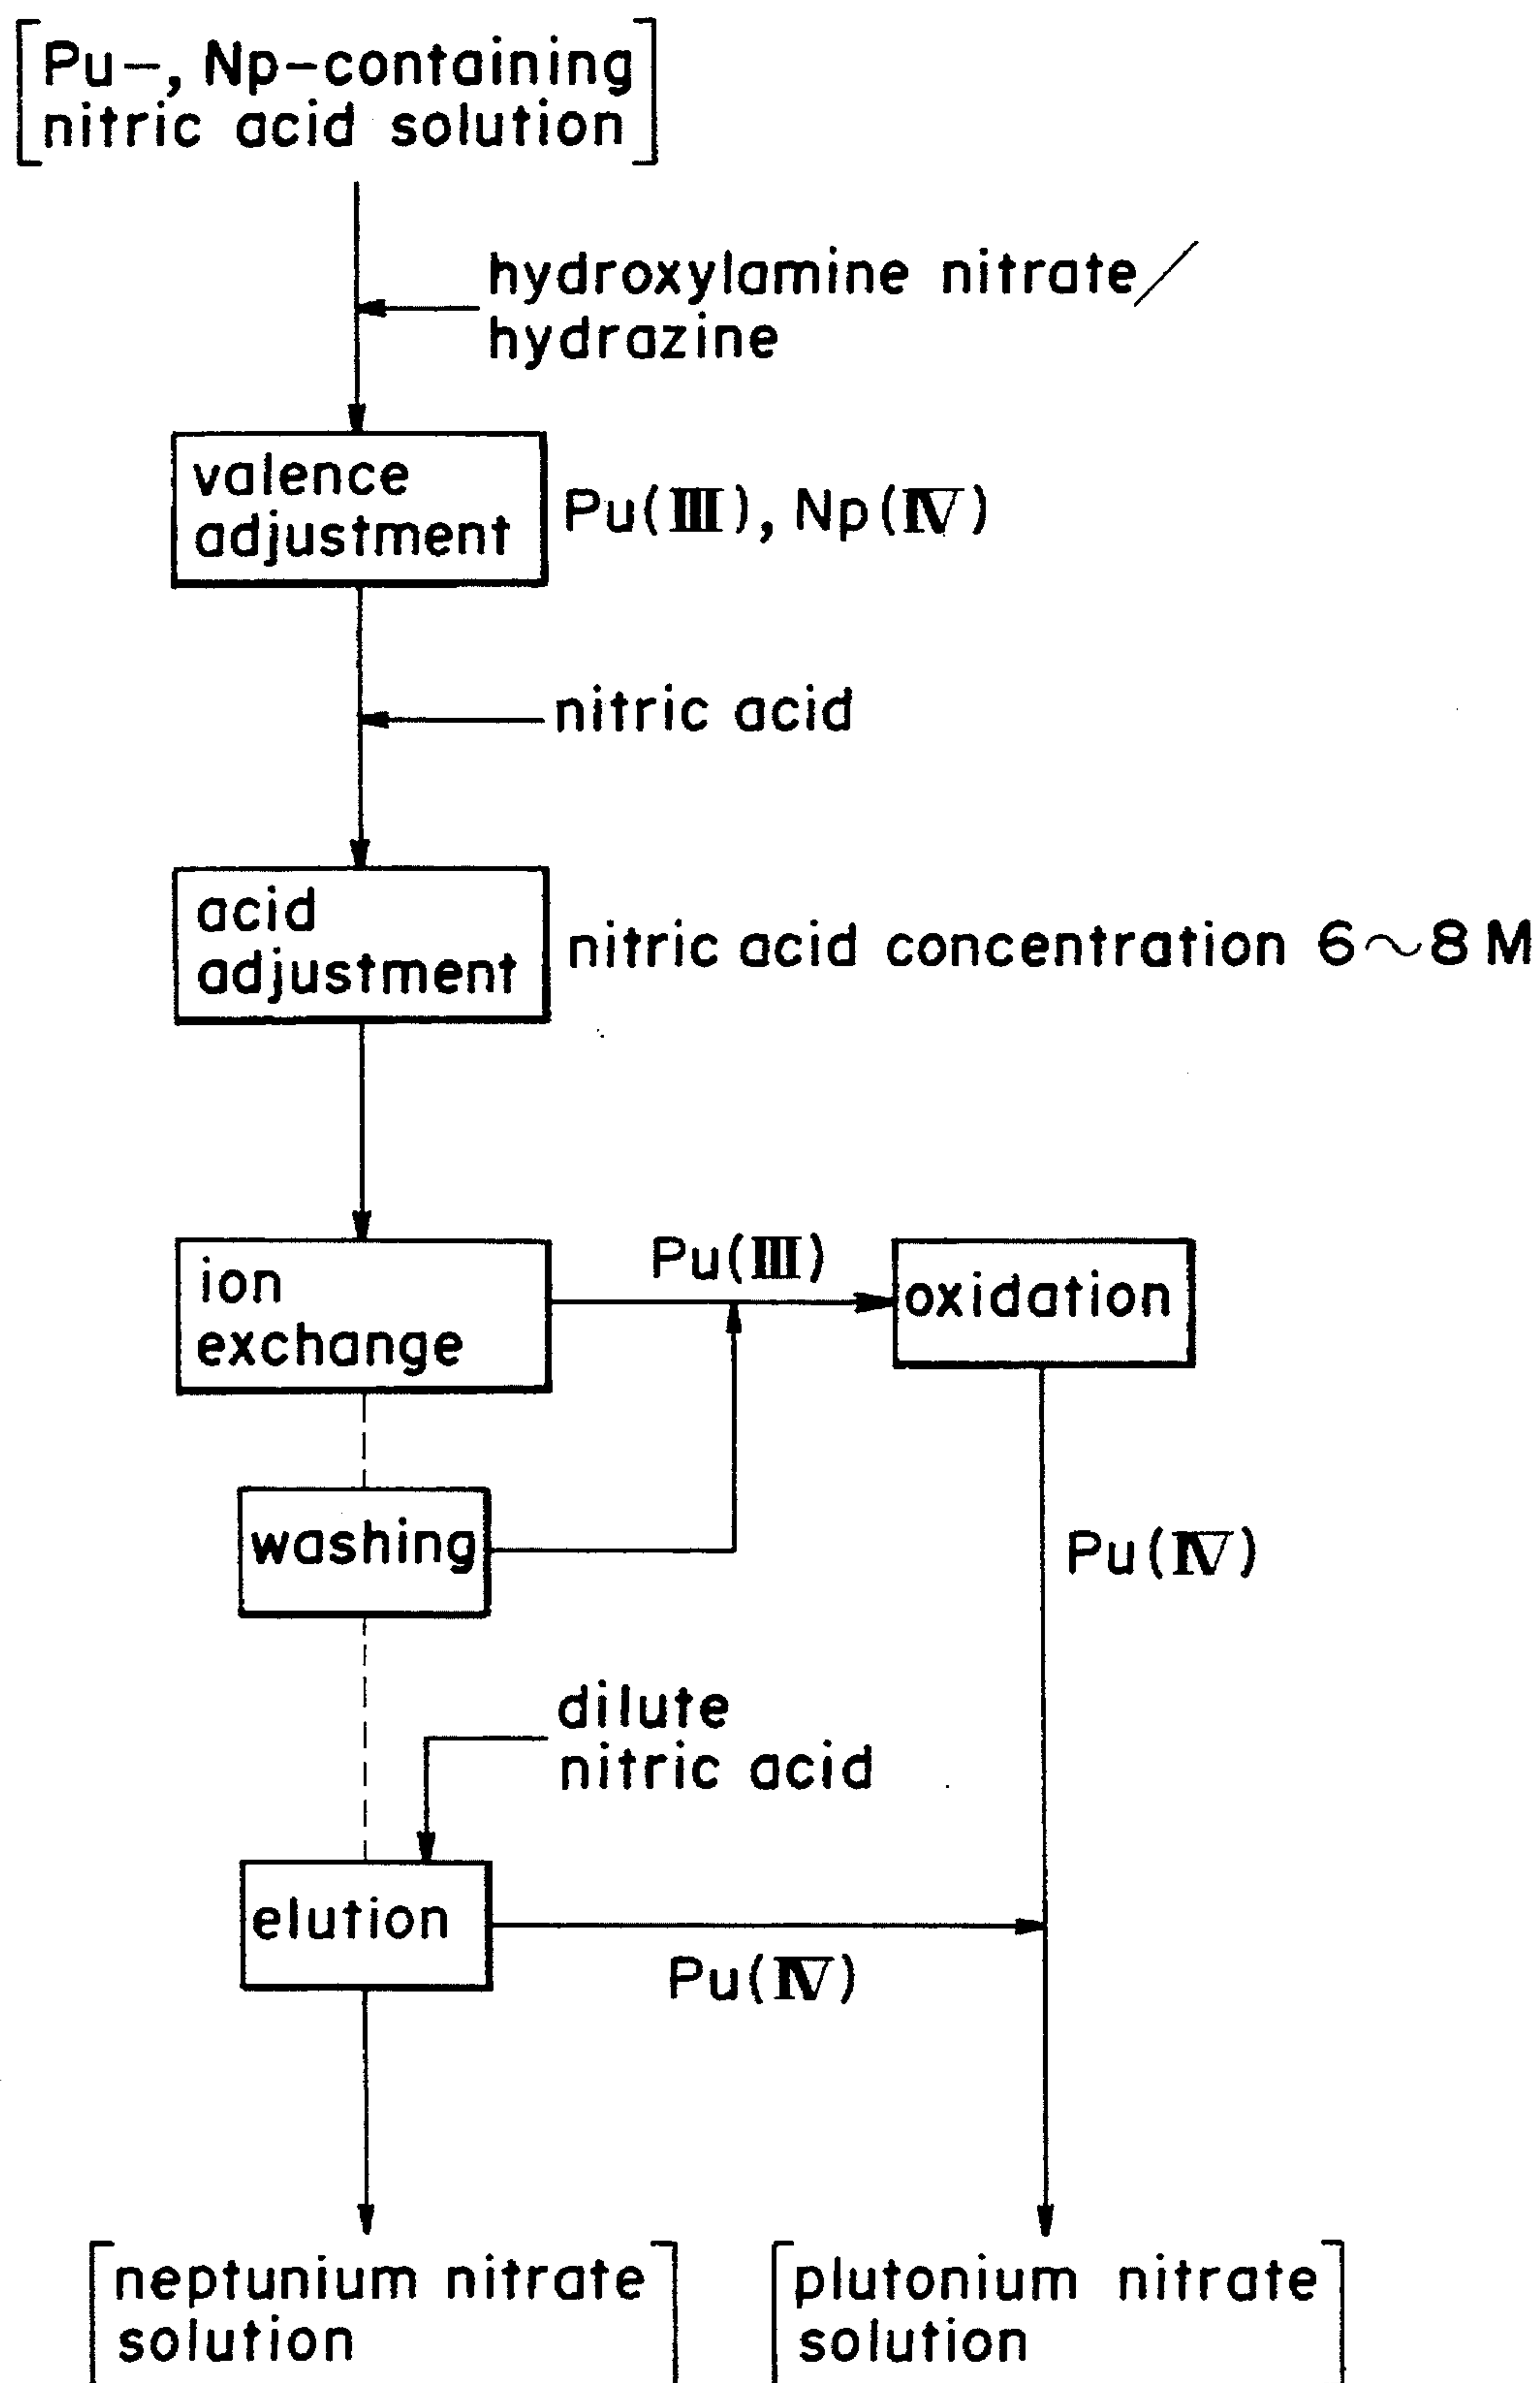 Pu-, Np-containing
nitric acid solution
hydroxylamine nitrate/
hydrazine
valence
adjustment
Pu(III), Np(IV)
nitric acid
acid
adjustment
nitric acid concentration 6~8M
ion
exchange
Pu(III)
oxidation
washing
Pu(IV)
dilute
nitric acid
elution
Pu(IV)
neptunium nitrate
solution
plutonium nitrate
solution